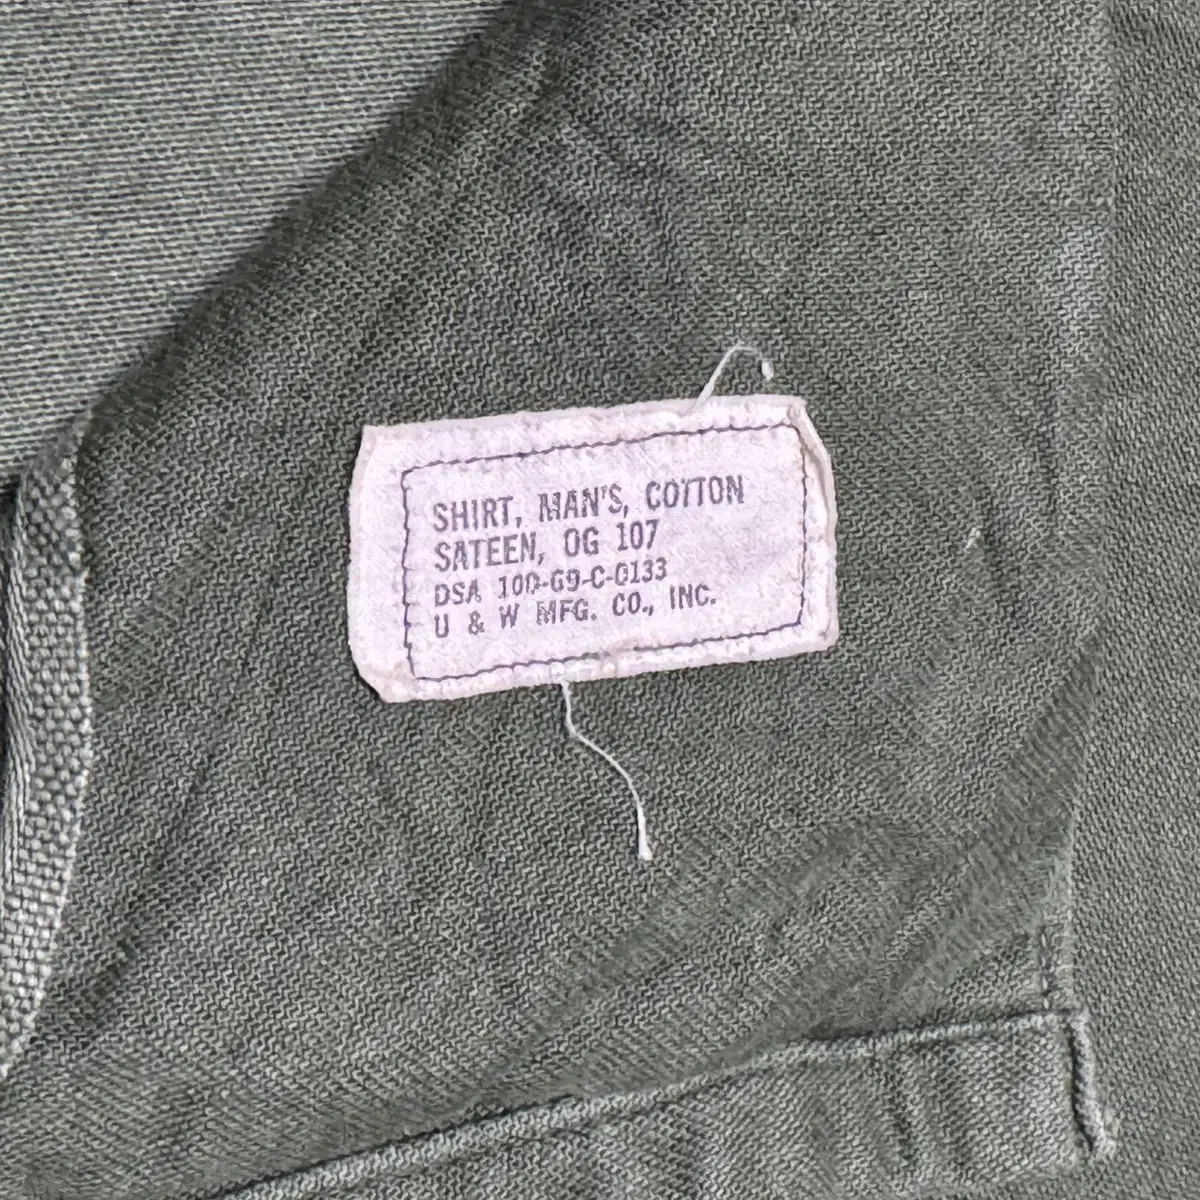 SHIRT, MAN'S, COTTON
SATEEN, OG 107
DSA 100-69-C-0133
U & W MFG. CO., INC.